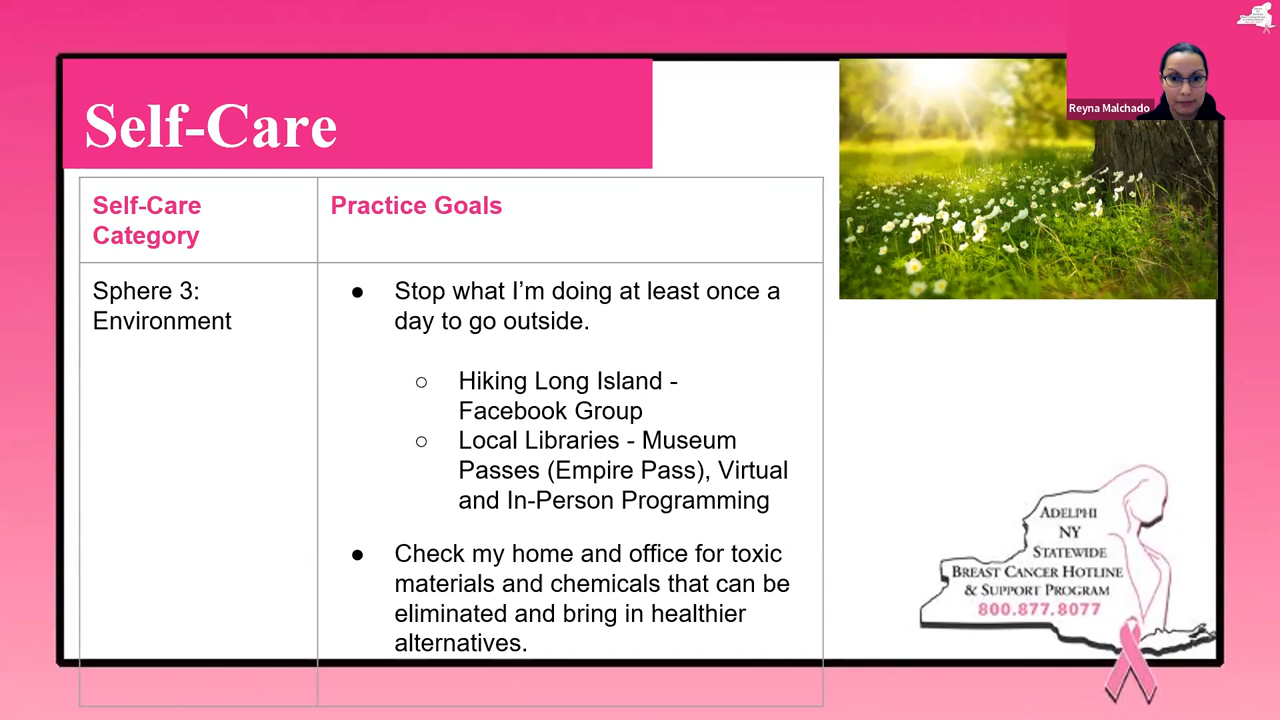 Self-Care
Reyna Malchado
Self-Care
Category
Practice Goals
Sphere 3:
Environment
● Stop what I’m doing at least once a
day to go outside.
○ Hiking Long Island -
Facebook Group
○ Local Libraries - Museum
Passes (Empire Pass), Virtual
and In-Person Programming
● Check my home and office for toxic
materials and chemicals that can be
eliminated and bring in healthier
alternatives.
ADELPHI
NY
STATEWIDE
BREAST CANCER HOTLINE
& SUPPORT PROGRAM
800.877.8077